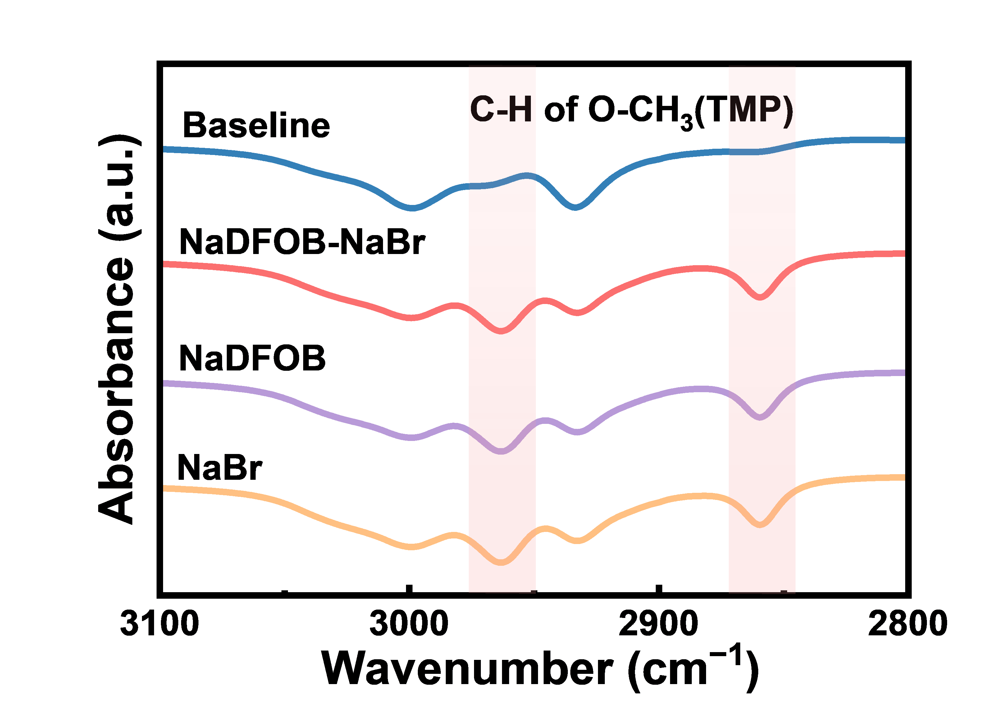 C-H of O-CH₃(TMP)
Baseline
NaDFOB-NaBr
NaDFOB
NaBr
Absorbance (a.u.)
3100 3000 2900 2800
Wavenumber (cm⁻¹)